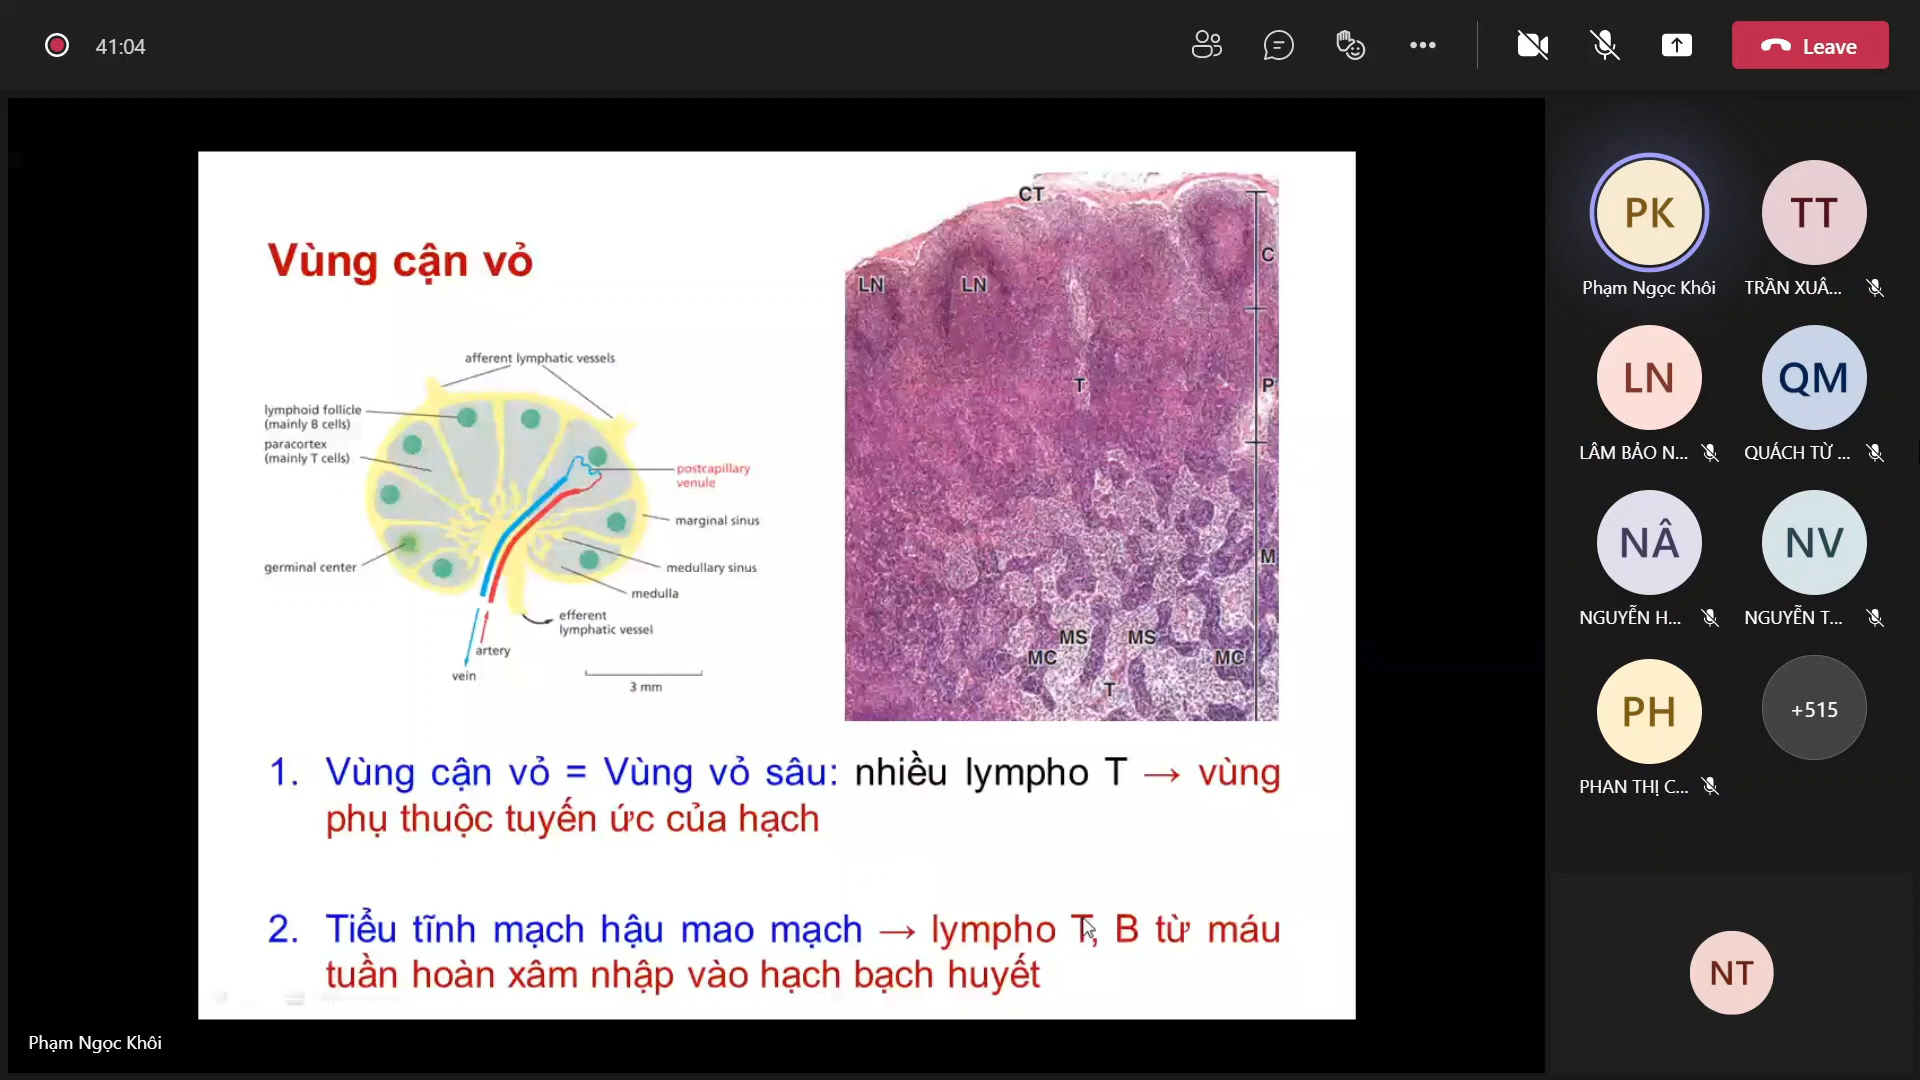 41:04
Leave
Vùng cận vỏ
afferent lymphatic vessels
lymphoid follicle
(mainly B cells)
paracortex
(mainly T cells)
postcapillary
venule
marginal sinus
germinal center
medullary sinus
medulla
efferent
lymphatic vessel
artery
vein
3 mm
CT
C
LN
LN
T
P
M
MS
MS
MC
MC
T
1. Vùng cận vỏ = Vùng vỏ sâu: nhiều lympho T → vùng
phụ thuộc tuyến ức của hạch
2. Tiểu tĩnh mạch hậu mao mạch → lympho T, B từ máu
tuần hoàn xâm nhập vào hạch bạch huyết
Phạm Ngọc Khôi
PK
TT
Phạm Ngọc Khôi
TRẦN XUÂ...
LN
QM
LÂM BẢO N...
QUÁCH TỪ ...
NÂ
NV
NGUYỄN H...
NGUYỄN T...
PH
+515
PHAN THỊ C...
NT